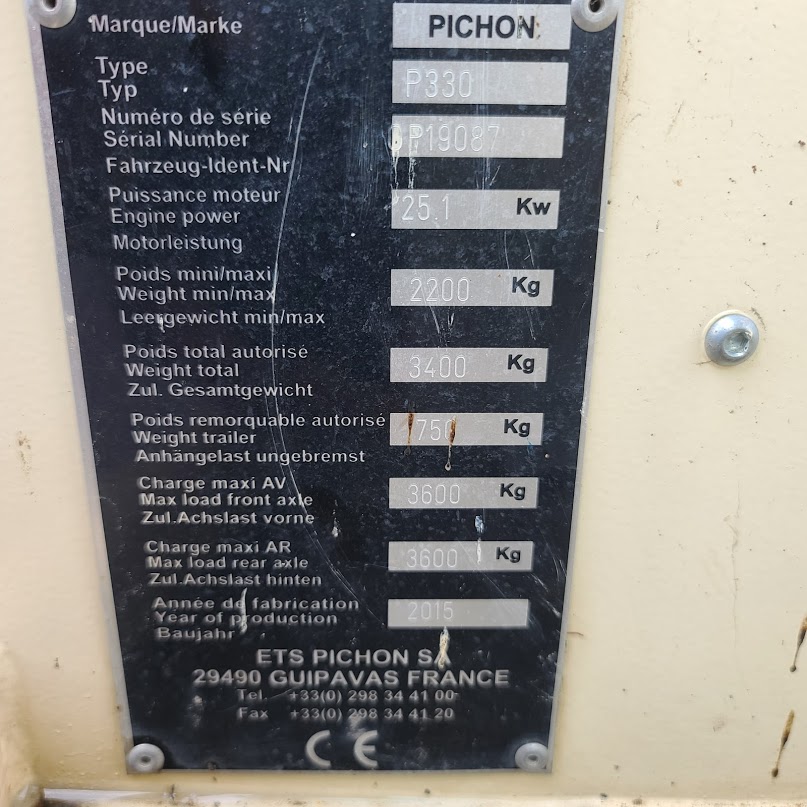 Marque/Marke PICHON
Type
Typ P330
Numéro de série
Sérial Number P19087
Fahrzeug-Ident-Nr
Puissance moteur
Engine power 25.1 Kw
Motorleistung
Poids mini/maxi
Weight min/max 2200 Kg
Leergewicht min/max
Poids total autorisé
Weight total 3400 Kg
Zul. Gesamtgewicht
Poids remorquable autorisé
Weight trailer 750 Kg
Anhängelast ungebremst
Charge maxi AV
Max load front axle 3600 Kg
Zul.Achslast vorne
Charge maxi AR
Max load rear axle 3600 Kg
Zul.Achslast hinten
Année de fabrication
Year of production 2015
Baujahr
ETS PICHON SA
29490 GUIPAVAS FRANCE
Tel. +33(0) 298 34 41 00
Fax +33(0) 298 34 41 20
CE